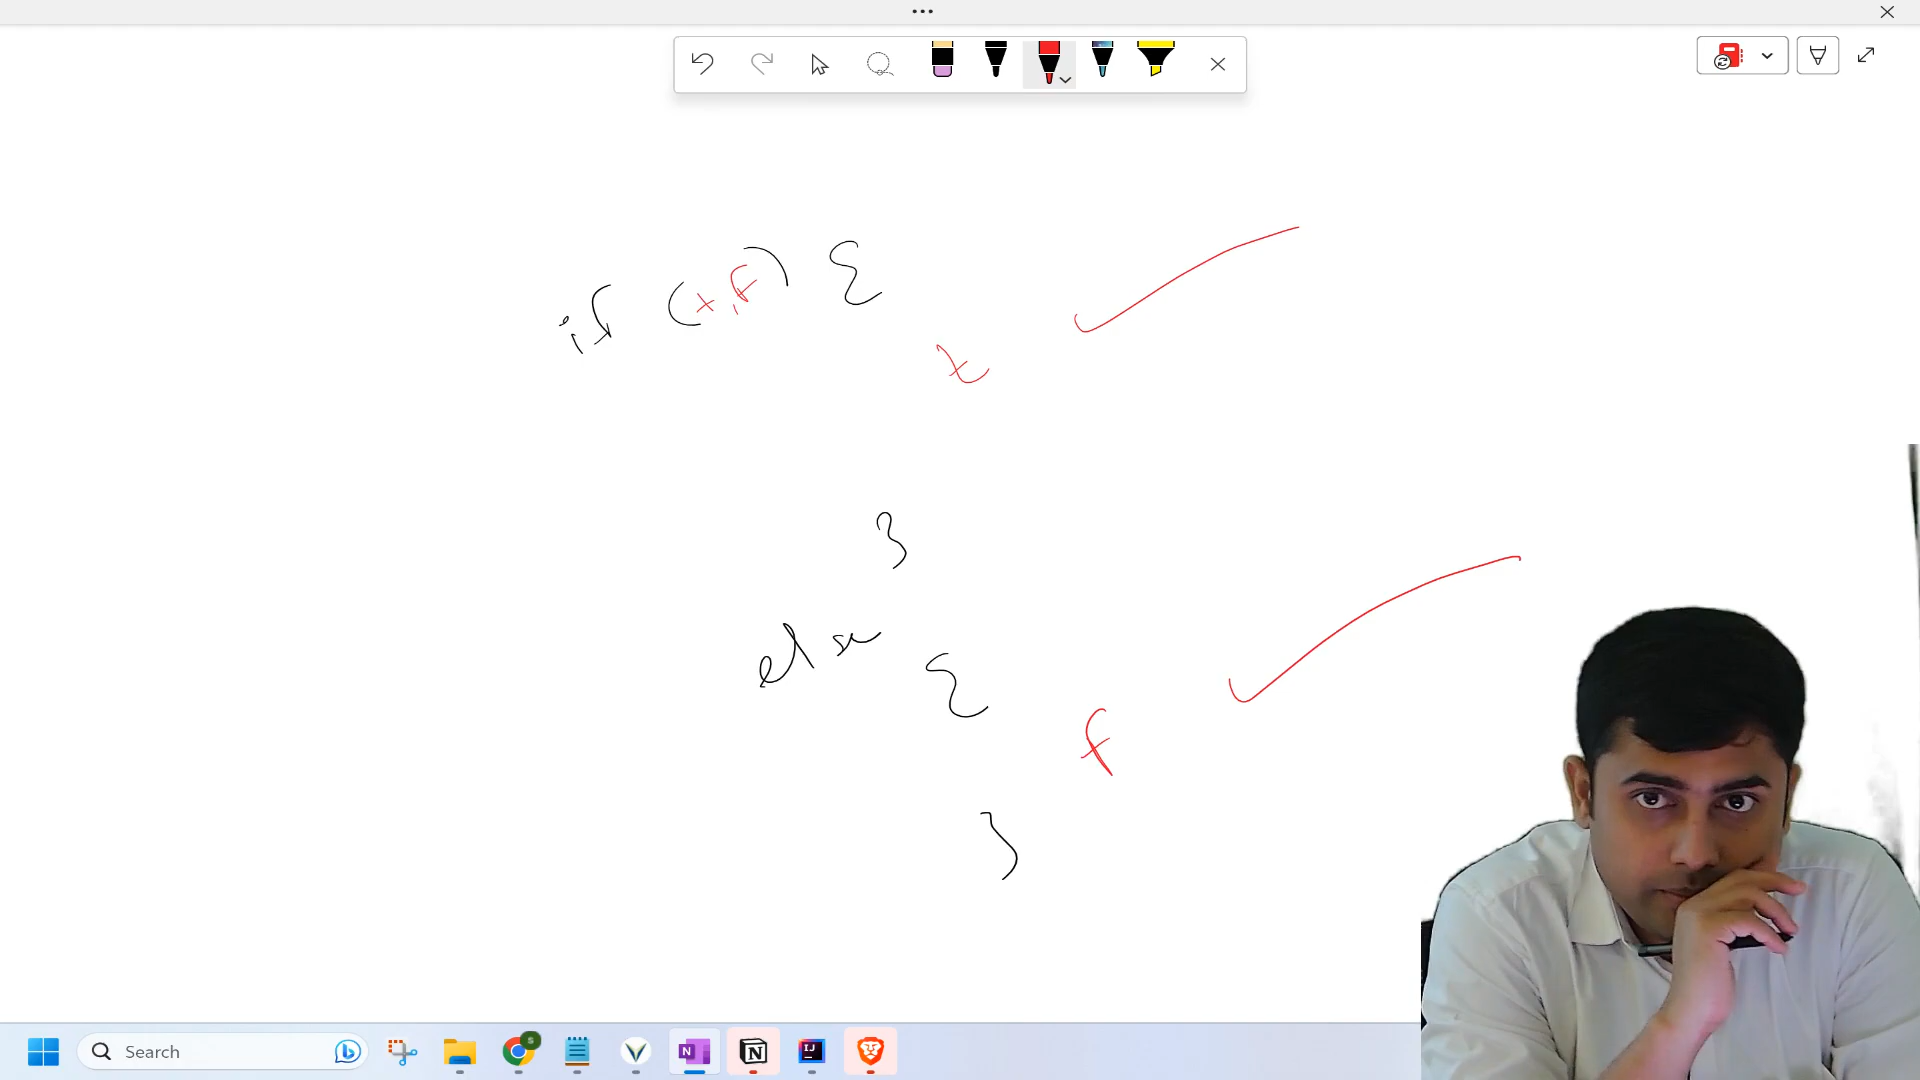 if (t,f) {
t
}
else
{
f
}
Search